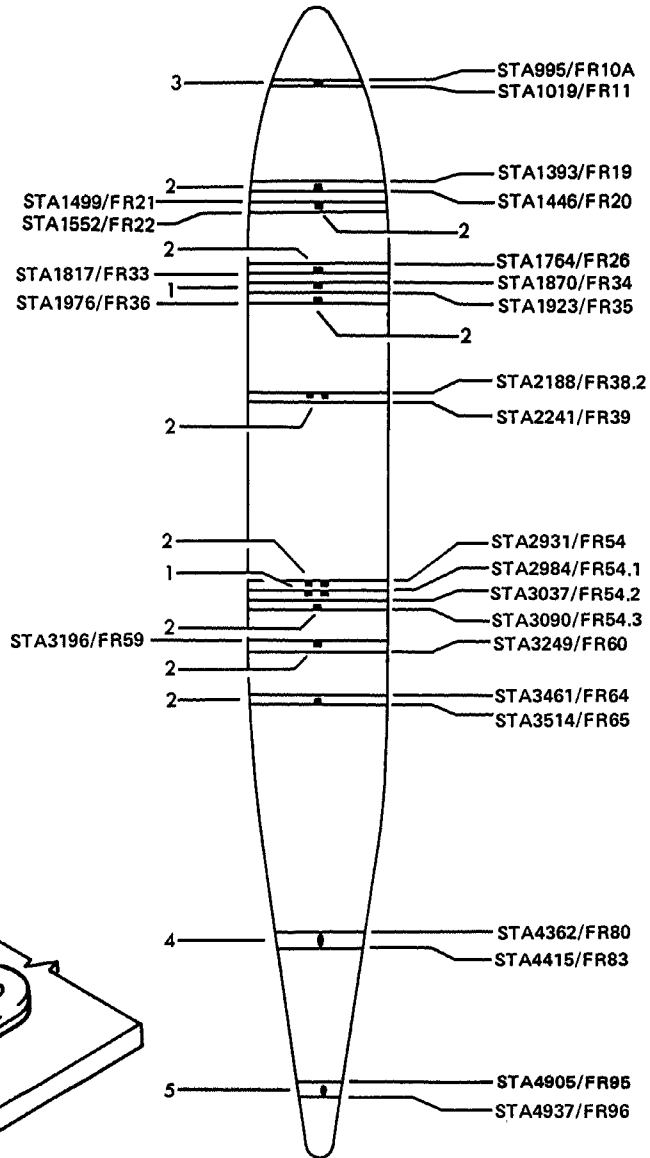 3
STA995/FR10A
STA1019/FR11
STA1393/FR19
2
STA1499/FR21
STA1446/FR20
STA1552/FR22
2
2
STA1764/FR26
STA1817/FR33
STA1870/FR34
1
STA1976/FR36
STA1923/FR35
2
STA2188/FR38.2
STA2241/FR39
2
2
STA2931/FR54
1
STA2984/FR54.1
STA3037/FR54.2
2
STA3090/FR54.3
STA3196/FR59
STA3249/FR60
2
2
STA3461/FR64
STA3514/FR65
4
STA4362/FR80
STA4415/FR83
5
STA4905/FR95
STA4937/FR96